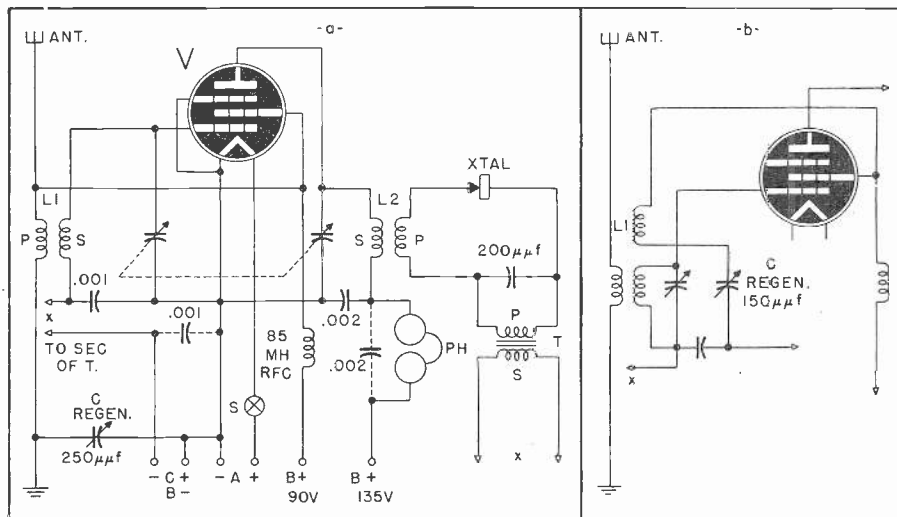 -a-
ANT.
V
XTAL
L1
P
S
L2
S
P
200μμf
.001
.001
.002
.002
x
TO SEC
OF T.
85
MH
RFC
PH
P
T
S
S
C
REGEN.
250μμf
x
- C +
B-
- A +
B+
90V
B+
135V
-b-
ANT.
L1
C
REGEN.
150μμf
x